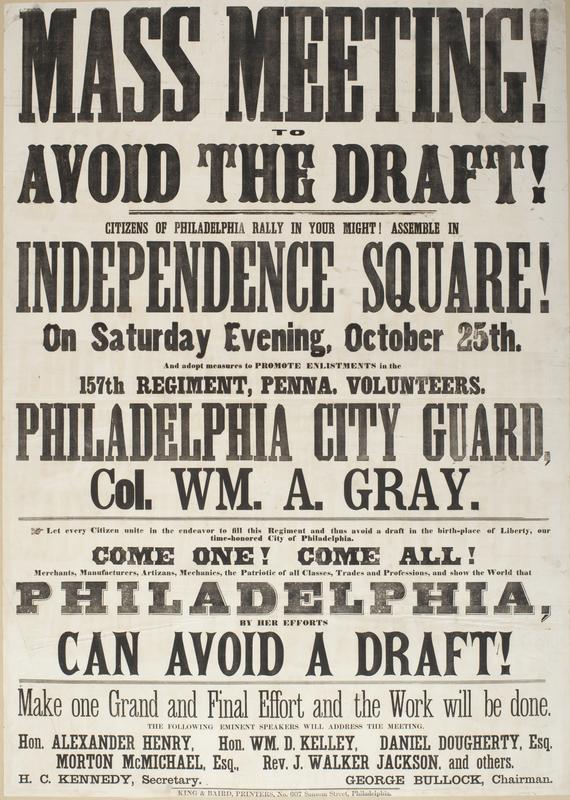 MASS MEETING!
TO
AVOID THE DRAFT!
CITIZENS OF PHILADELPHIA RALLY IN YOUR MIGHT! ASSEMBLE IN
INDEPENDENCE SQUARE!
On Saturday Evening, October 25th.
And adopt measures to PROMOTE ENLISTMENTS in the
157th REGIMENT, PENNA. VOLUNTEERS.
PHILADELPHIA CITY GUARD,
Col. WM. A. GRAY.
☞ Let every Citizen unite in the endeavor to fill this Regiment and thus avoid a draft in the birth-place of Liberty, our
time-honored City of Philadelphia.
COME ONE! COME ALL!
Merchants, Manufacturers, Artizans, Mechanics, the Patriotic of all Classes, Trades and Professions, and show the World that
PHILADELPHIA,
BY HER EFFORTS
CAN AVOID A DRAFT!
Make one Grand and Final Effort and the Work will be done.
THE FOLLOWING EMINENT SPEAKERS WILL ADDRESS THE MEETING.
Hon. ALEXANDER HENRY, Hon. WM. D. KELLEY, DANIEL DOUGHERTY, Esq.
MORTON McMICHAEL, Esq., Rev. J. WALKER JACKSON, and others.
H. C. KENNEDY, Secretary. GEORGE BULLOCK, Chairman.
KING & BAIRD, PRINTERS, No. 607 Sansom Street, Philadelphia.